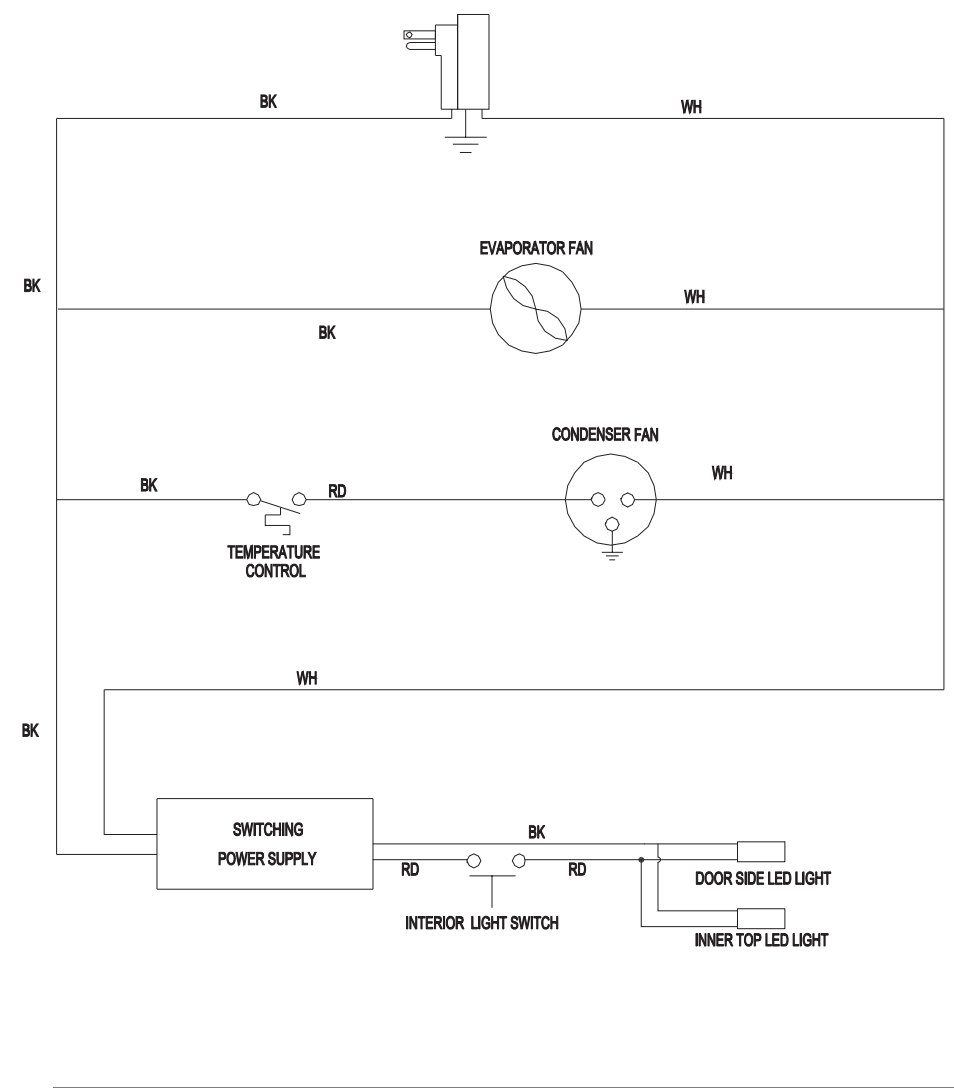 BK
WH
EVAPORATOR FAN
BK
WH
BK
CONDENSER FAN
WH
BK
RD
TEMPERATURE
CONTROL
WH
BK
SWITCHING
POWER SUPPLY
BK
RD
RD
DOOR SIDE LED LIGHT
INTERIOR LIGHT SWITCH
INNER TOP LED LIGHT